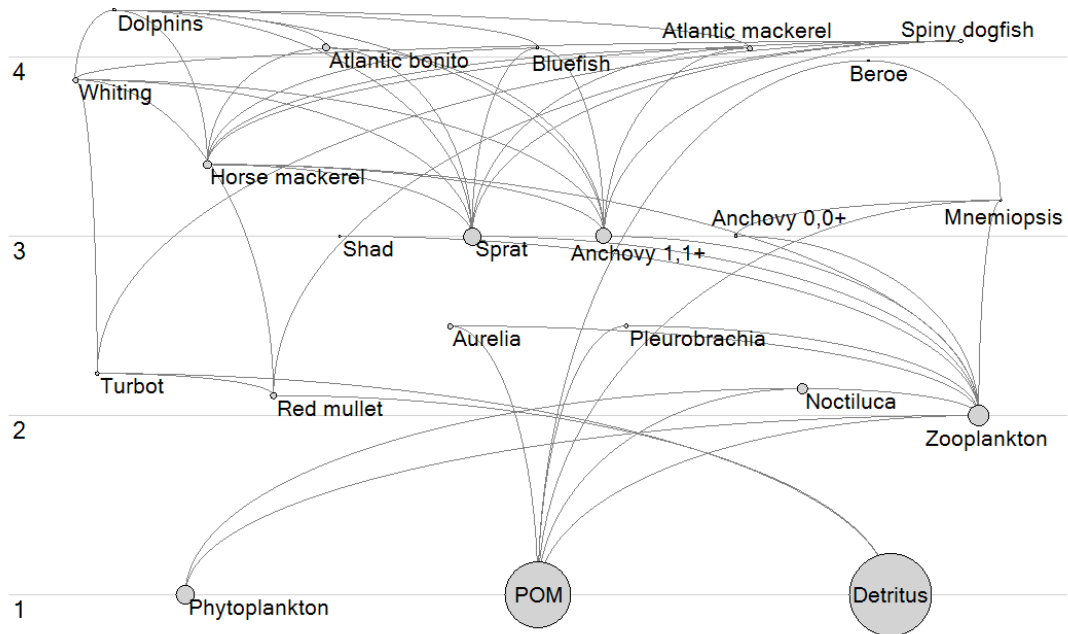 Dolphins
Atlantic mackerel
Spiny dogfish
4
Atlantic bonito
Bluefish
Beroe
Whiting
Horse mackerel
Anchovy 0,0+
Mnemiopsis
3
Shad
Sprat
Anchovy 1,1+
Aurelia
Pleurobrachia
Turbot
Red mullet
Noctiluca
2
Zooplankton
1
Phytoplankton
POM
Detritus